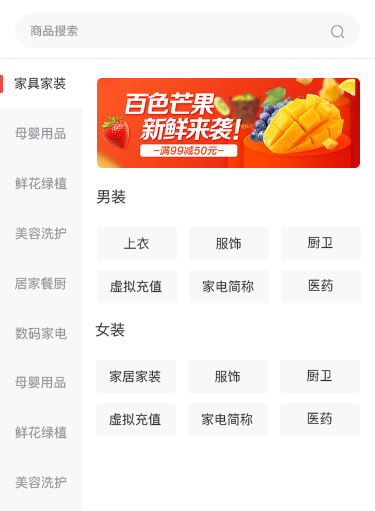 商品搜索
家具家装
母婴用品
鲜花绿植
美容洗护
居家餐厨
数码家电
母婴用品
鲜花绿植
美容洗护
百色芒果
新鲜来袭!
-满99减50元-
男装
上衣 服饰 厨卫
虚拟充值 家电简称 医药
女装
家居家装 服饰 厨卫
虚拟充值 家电简称 医药